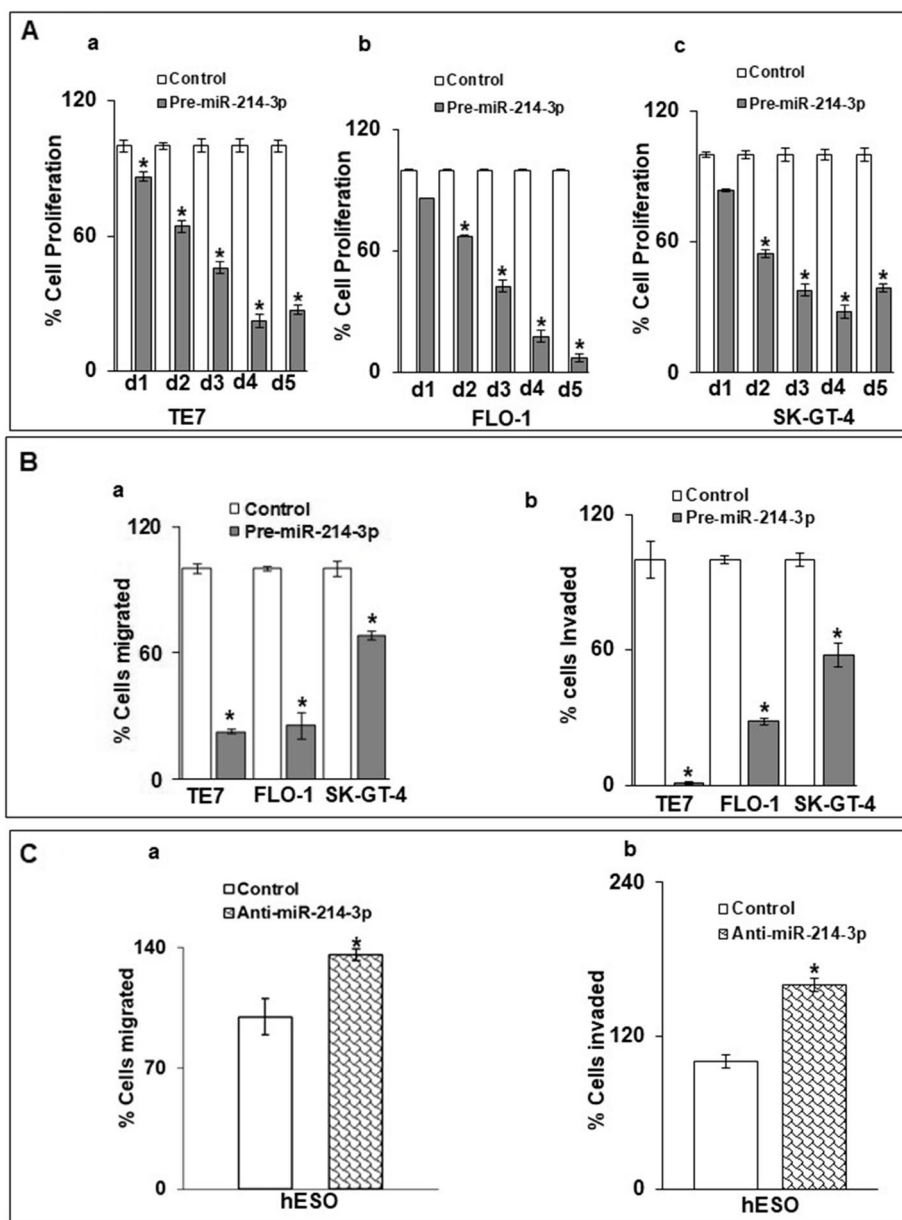 A
a
Control
Pre-miR-214-3p
120
60
0
% Cell Proliferation
* * * * *
d1 d2 d3 d4 d5
TE7
b
Control
Pre-miR-214-3p
120
60
0
% Cell Proliferation
* * * *
d1 d2 d3 d4 d5
FLO-1
c
Control
Pre-miR-214-3p
120
60
0
% Cell Proliferation
* * * *
d1 d2 d3 d4 d5
SK-GT-4
B
a
Control
Pre-miR-214-3p
120
60
0
% Cells migrated
* * *
TE7 FLO-1 SK-GT-4
b
Control
Pre-miR-214-3p
120
60
0
% cells Invaded
* * *
TE7 FLO-1 SK-GT-4
C
a
Control
Anti-miR-214-3p
140
70
0
% Cells migrated
*
hESO
b
Control
Anti-miR-214-3p
240
120
0
% Cells invaded
*
hESO